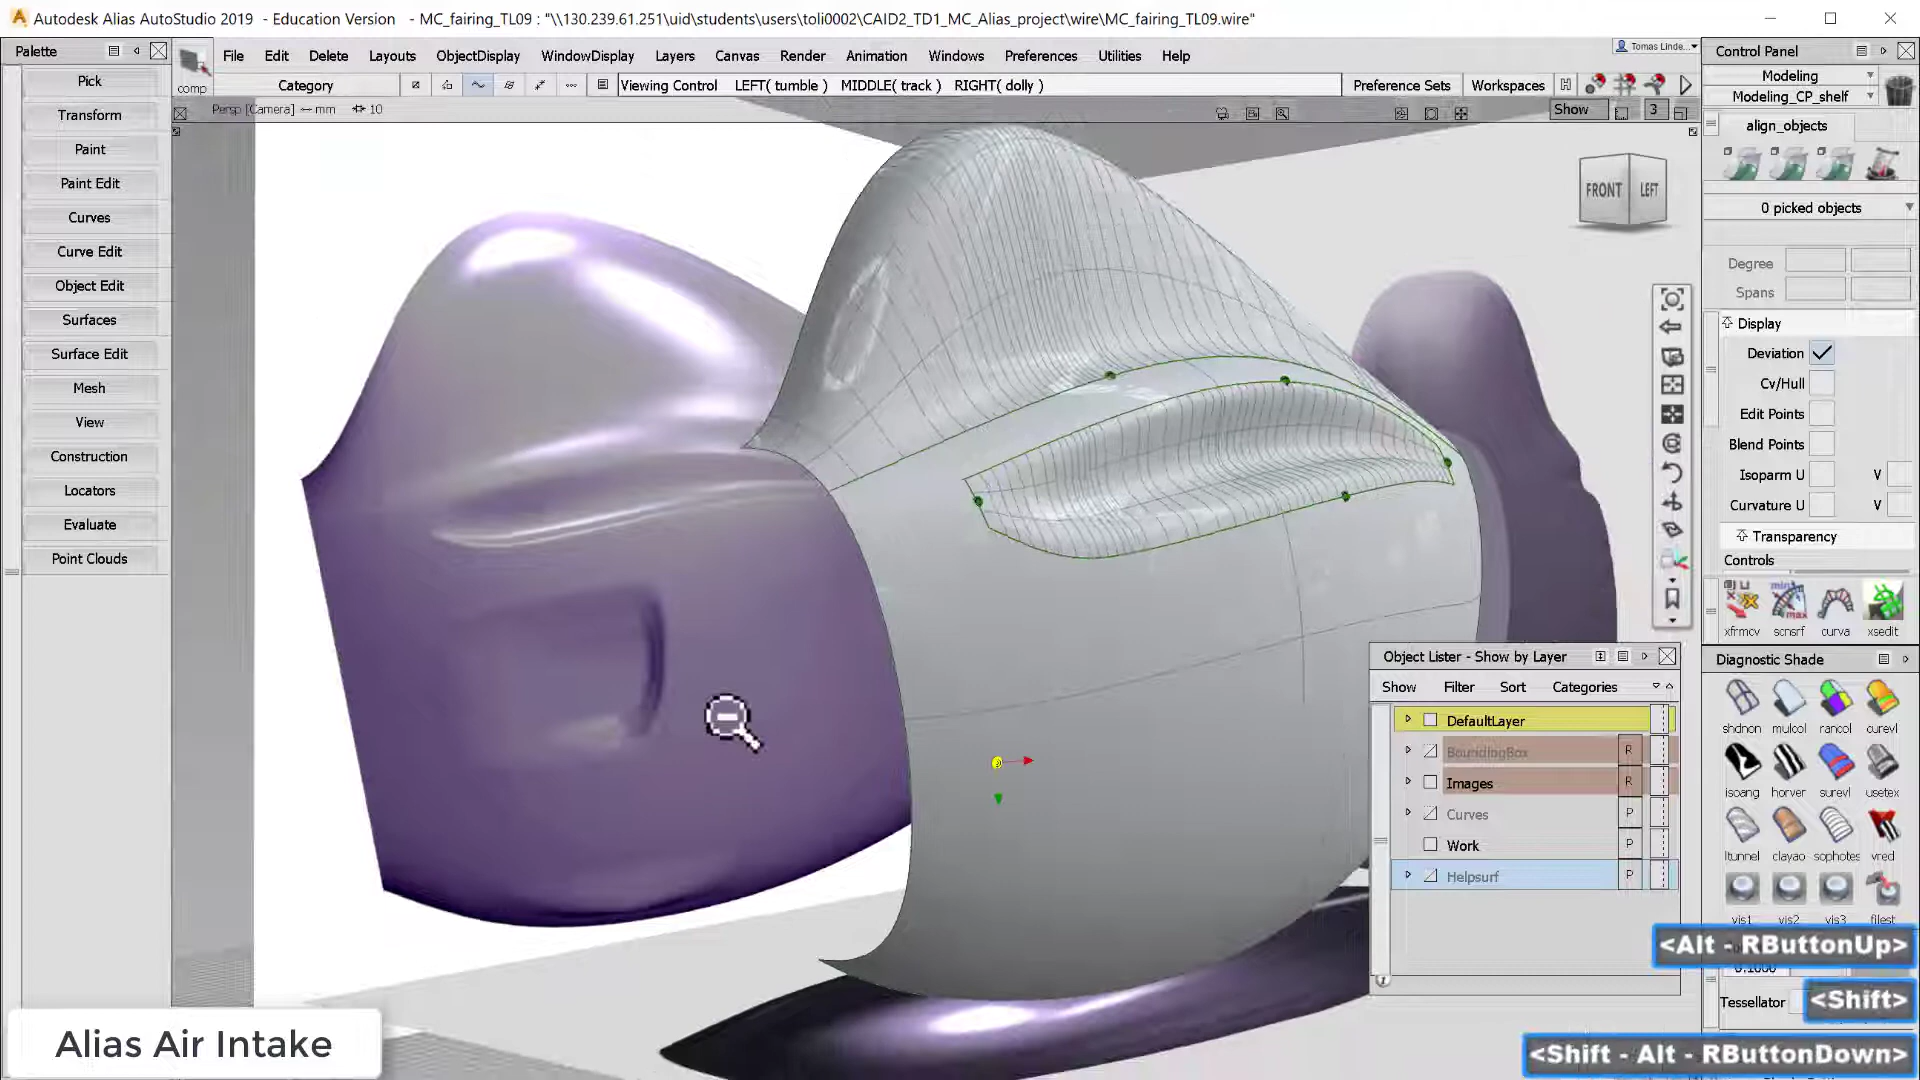 Autodesk Alias AutoStudio 2019 - Education Version - MC_fairing_TL09 : "\\130.239.61.251\uid\students\users\toli0002\CAID2_TD1_MC_Alias_project\wire\MC_fairing_TL09.wire"
Palette
File Edit Delete Layouts ObjectDisplay WindowDisplay Layers Canvas Render Animation Windows Preferences Utilities Help
Tomas Linde...
Control Panel
comp
Category
Viewing Control LEFT( tumble ) MIDDLE( track ) RIGHT( dolly )
Preference Sets
Workspaces
Modeling
Modeling_CP_shelf
Persp [Camera] mm 10
Show
3
align_objects
Pick
Transform
Paint
Paint Edit
Curves
Curve Edit
Object Edit
Surfaces
Surface Edit
Mesh
View
Construction
Locators
Evaluate
Point Clouds
FRONT LEFT
0 picked objects
Degree
Spans
Display
Deviation
Cv/Hull
Edit Points
Blend Points
Isoparm U V
Curvature U V
Transparency
Controls
xfrmcv scnsrf curva xsedit
Object Lister - Show by Layer
Show Filter Sort Categories
DefaultLayer
BoundingBox R
Images R
Curves P
Work P
Helpsurf P
Diagnostic Shade
shdnon mulcol rancol curevl
isoang horver surevl usetex
ltunnel clayao sophotes vred
vis1 vis2 vis3 filest
<Alt - RButtonUp>
Tessellator
<Shift>
<Shift - Alt - RButtonDown>
Alias Air Intake